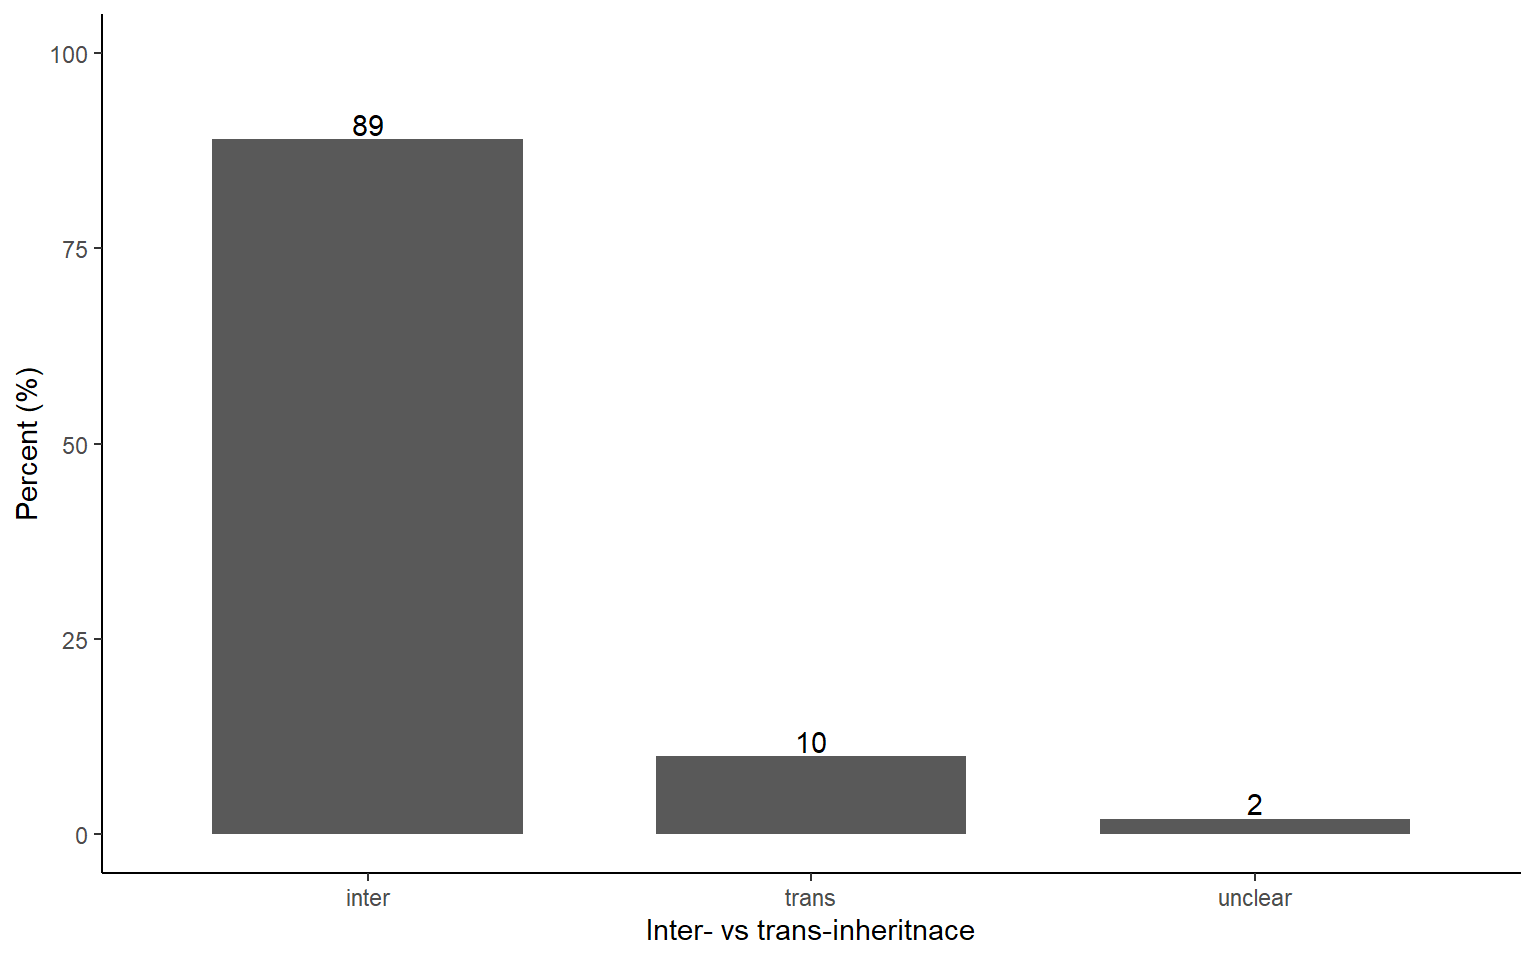 Percent (%)
100
75
50
25
0
89
10
2
inter
trans
unclear
Inter- vs trans-inheritnace